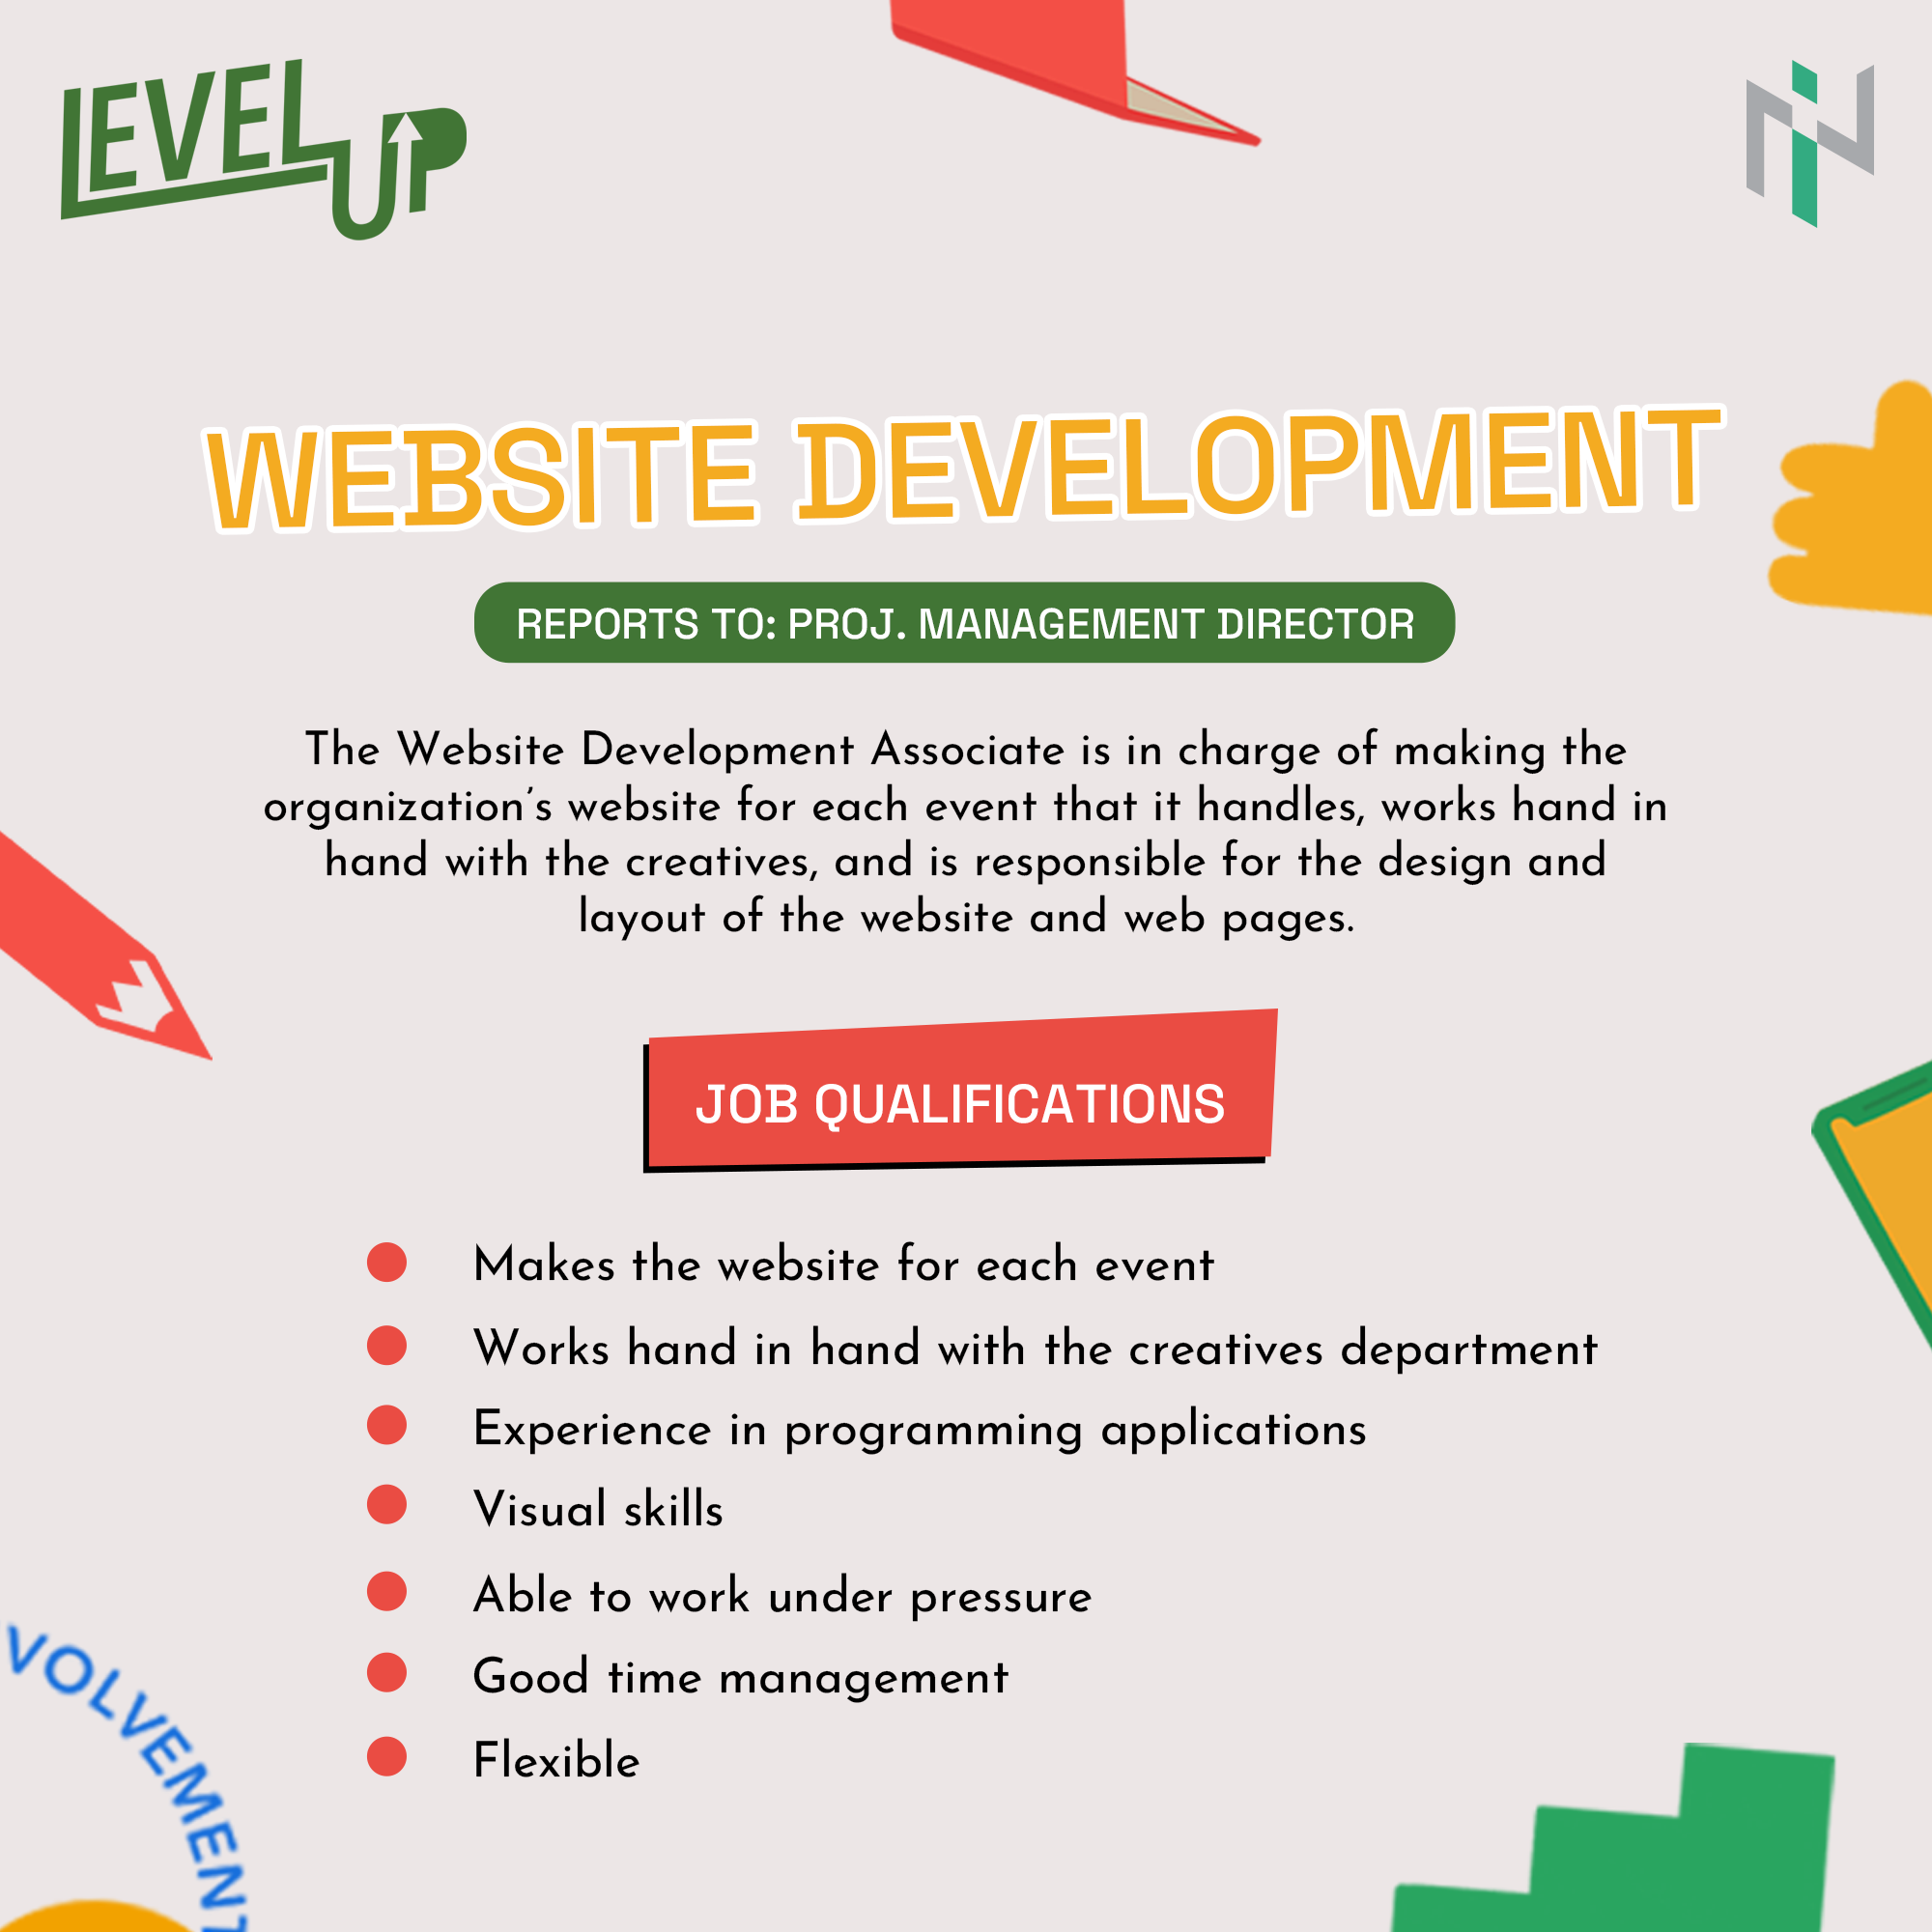 LEVEL
UP
WEBSITE DEVELOPMENT
REPORTS TO: PROJ. MANAGEMENT DIRECTOR
The Website Development Associate is in charge of making the
organization’s website for each event that it handles, works hand in
hand with the creatives, and is responsible for the design and
layout of the website and web pages.
JOB QUALIFICATIONS
Makes the website for each event
Works hand in hand with the creatives department
Experience in programming applications
Visual skills
Able to work under pressure
Good time management
Flexible
VOLVEMENT